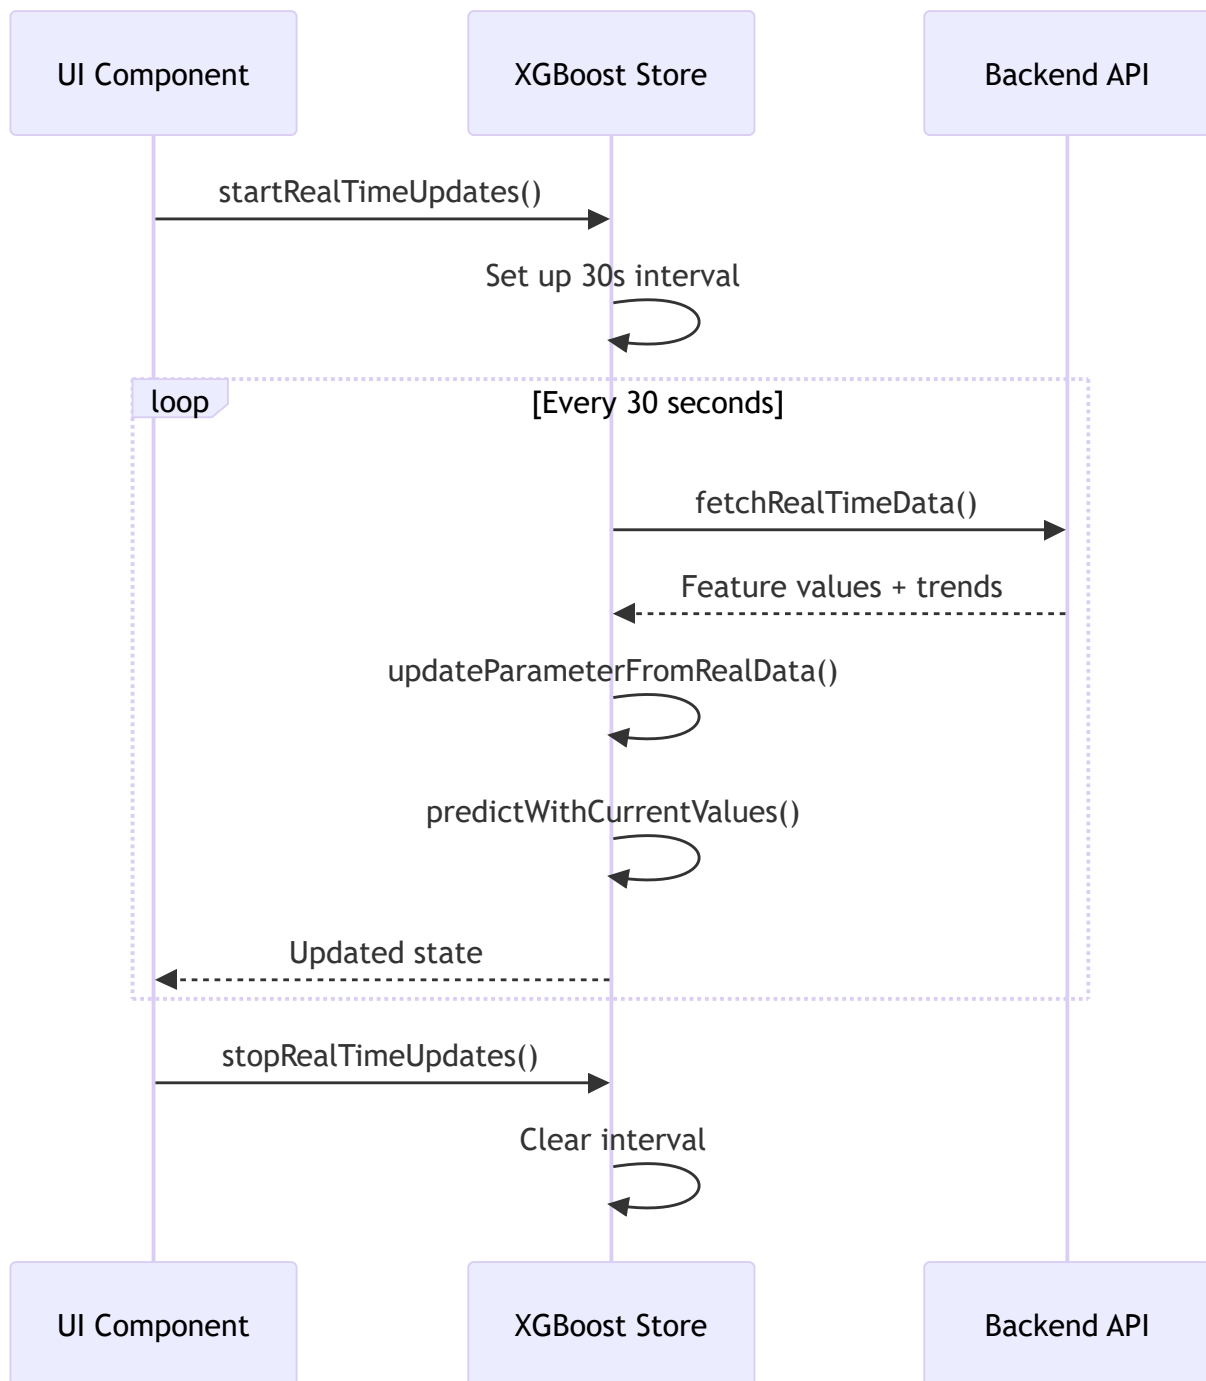 UI Component
XGBoost Store
Backend API
startRealTimeUpdates()
Set up 30s interval
loop
[Every 30 seconds]
fetchRealTimeData()
Feature values + trends
updateParameterFromRealData()
predictWithCurrentValues()
Updated state
stopRealTimeUpdates()
Clear interval
UI Component
XGBoost Store
Backend API